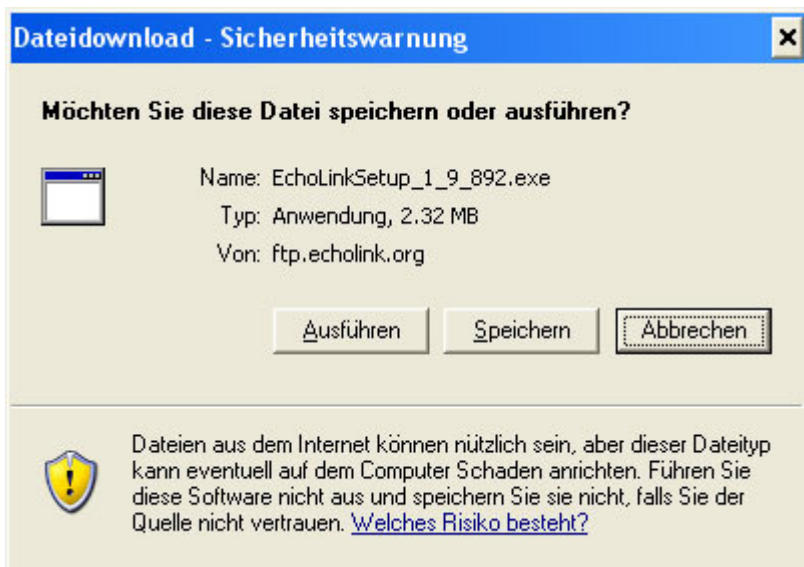 Dateidownload - Sicherheitswarnung
Möchten Sie diese Datei speichern oder ausführen?
Name: EchoLinkSetup_1_9_892.exe
Typ: Anwendung, 2.32 MB
Von: ftp.echolink.org
Ausführen Speichern Abbrechen
Dateien aus dem Internet können nützlich sein, aber dieser Dateityp
kann eventuell auf dem Computer Schaden anrichten. Führen Sie
diese Software nicht aus und speichern Sie sie nicht, falls Sie der
Quelle nicht vertrauen. Welches Risiko besteht?